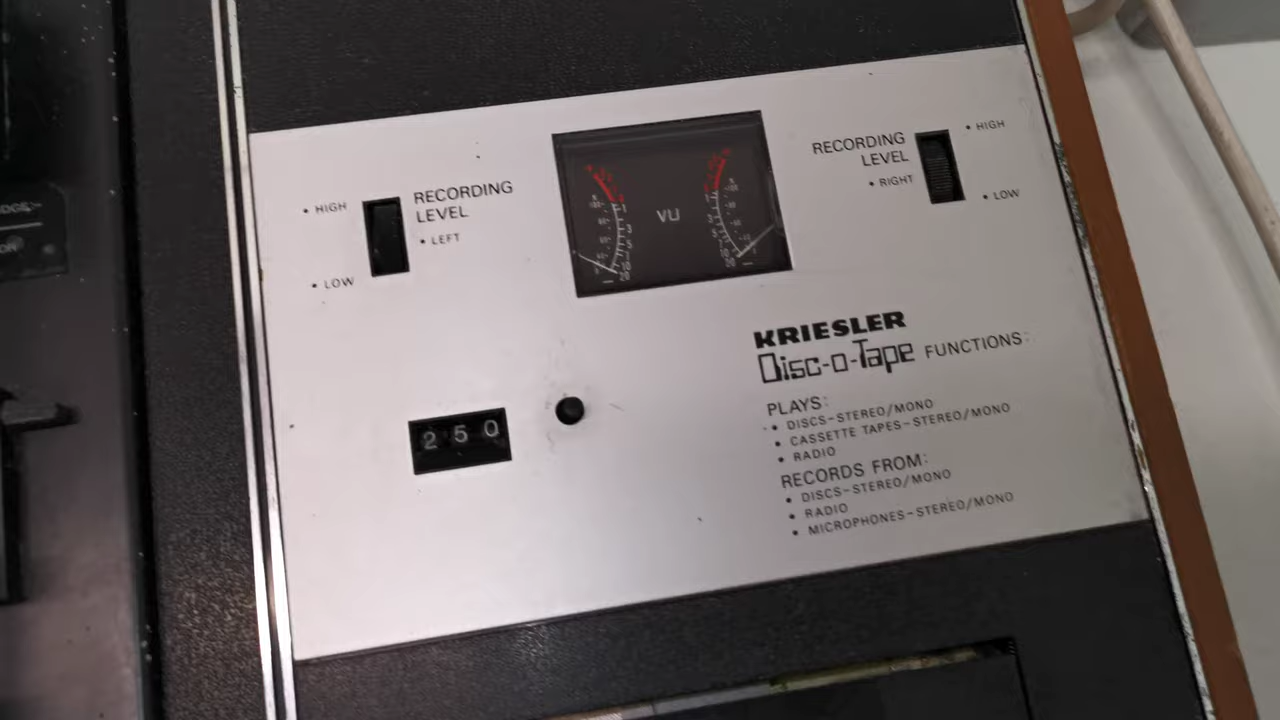 HIGH
RECORDING
LEVEL
LEFT
LOW
VU
RECORDING
LEVEL
RIGHT
HIGH
LOW
KRIESLER
Disc-o-Tape FUNCTIONS:
PLAYS:
• DISCS-STEREO/MONO
• CASSETTE TAPES-STEREO/MONO
• RADIO
RECORDS FROM:
• DISCS-STEREO/MONO
• RADIO
• MICROPHONES-STEREO/MONO
250